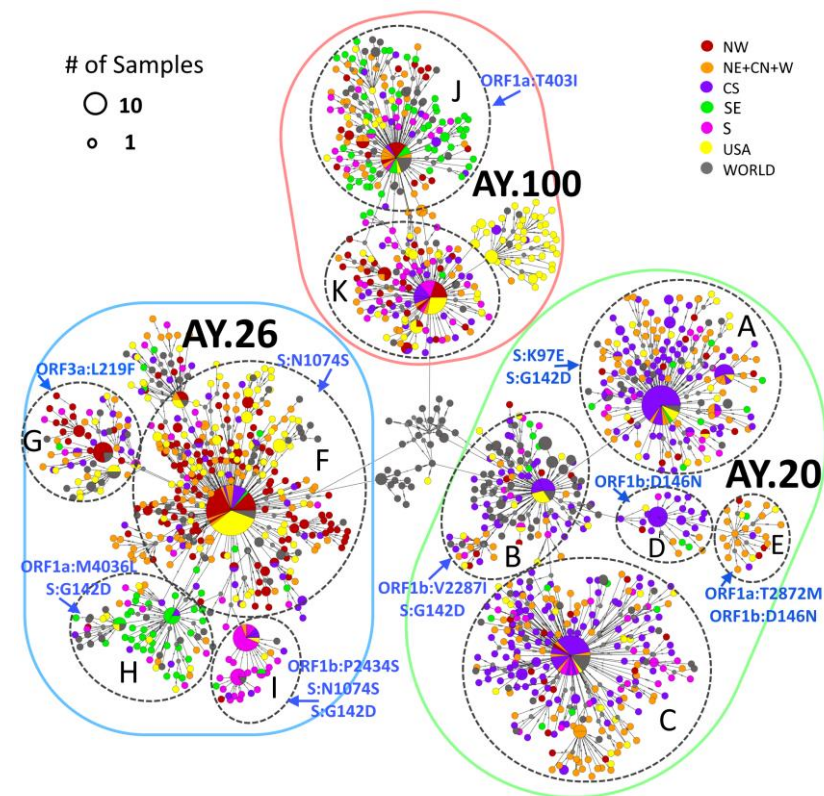 # of Samples
10
1
NW
NE+CN+W
CS
SE
S
USA
WORLD
J
ORF1a:T403I
AY.100
K
AY.26
S:N1074S
ORF3a:L219F
G
F
ORF1a:M4036L
S:G142D
H
I
ORF1b:P2434S
S:N1074S
S:G142D
A
S:K97E
S:G142D
AY.20
ORF1b:D146N
B
D
E
ORF1b:V2287I
S:G142D
ORF1a:T2872M
ORF1b:D146N
C